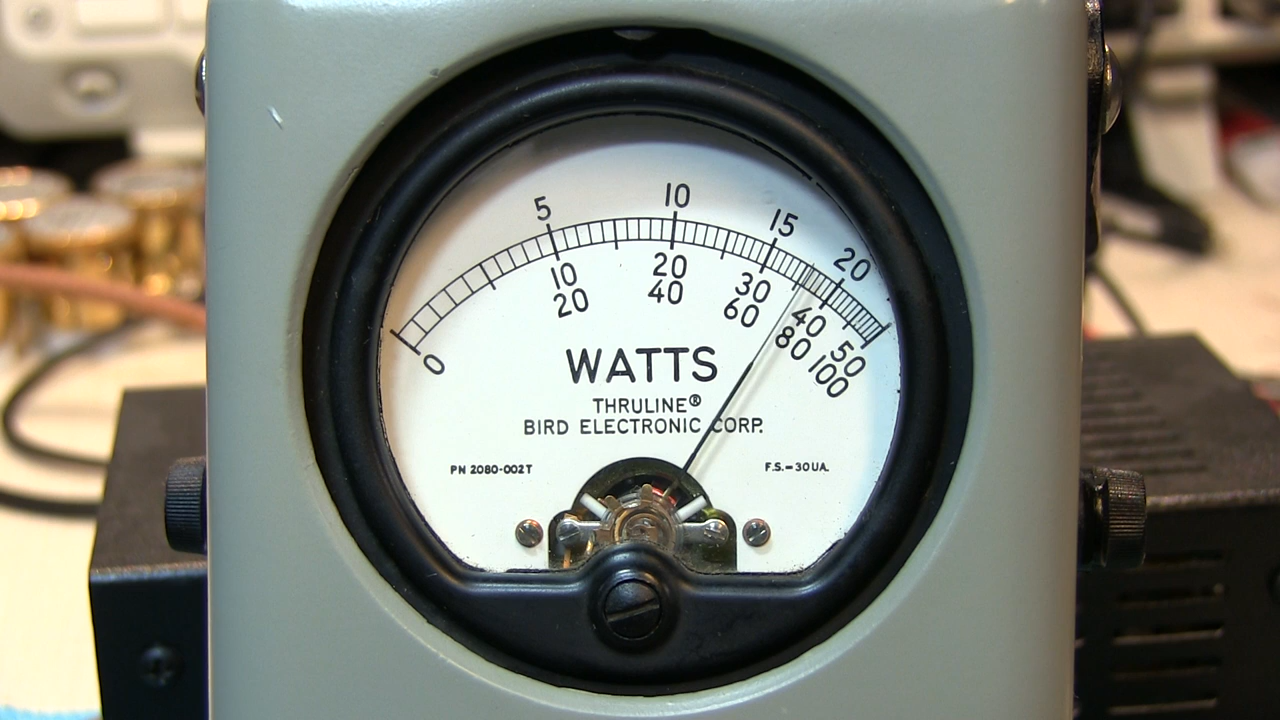 5 10 15 20
10 20 30 40 50
20 40 60 80 100
0
WATTS
THRULINE®
BIRD ELECTRONIC CORP.
PN 2080-002T F.S.=30UA.